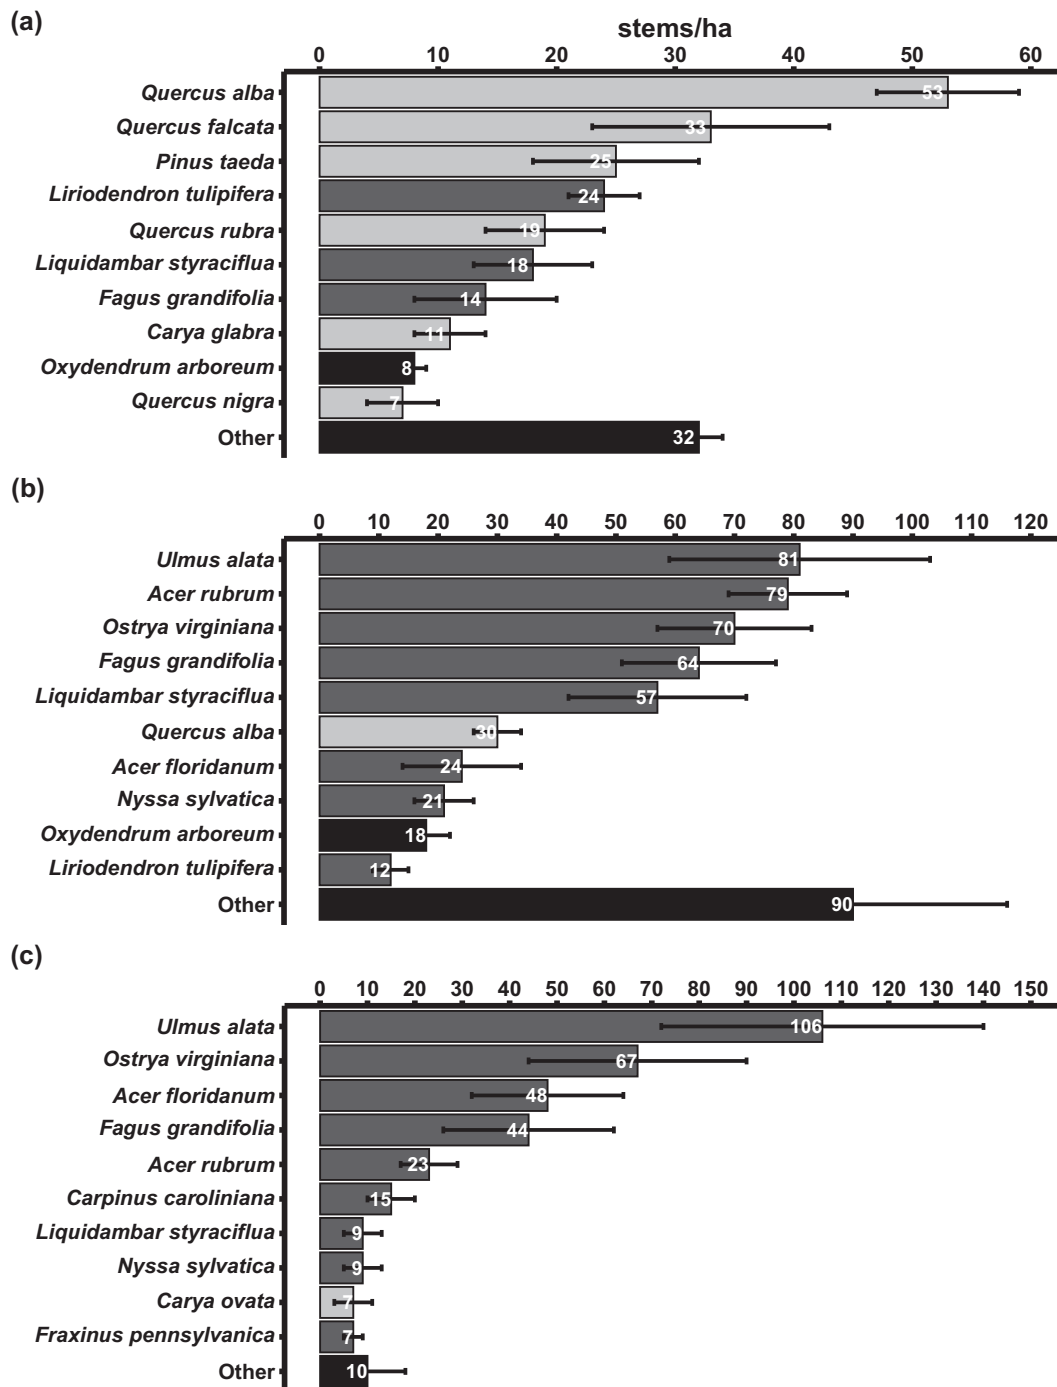 (a)
stems/ha
0 10 20 30 40 50 60
Quercus alba 53
Quercus falcata 33
Pinus taeda 25
Liriodendron tulipifera 24
Quercus rubra 19
Liquidambar styraciflua 18
Fagus grandifolia 14
Carya glabra 11
Oxydendrum arboreum 8
Quercus nigra 7
Other 32
(b)
0 10 20 30 40 50 60 70 80 90 100 110 120
Ulmus alata 81
Acer rubrum 79
Ostrya virginiana 70
Fagus grandifolia 64
Liquidambar styraciflua 57
Quercus alba 30
Acer floridanum 24
Nyssa sylvatica 21
Oxydendrum arboreum 18
Liriodendron tulipifera 12
Other 90
(c)
0 10 20 30 40 50 60 70 80 90 100 110 120 130 140 150
Ulmus alata 106
Ostrya virginiana 67
Acer floridanum 48
Fagus grandifolia 44
Acer rubrum 23
Carpinus caroliniana 15
Liquidambar styraciflua 9
Nyssa sylvatica 9
Carya ovata 7
Fraxinus pennsylvanica 7
Other 10